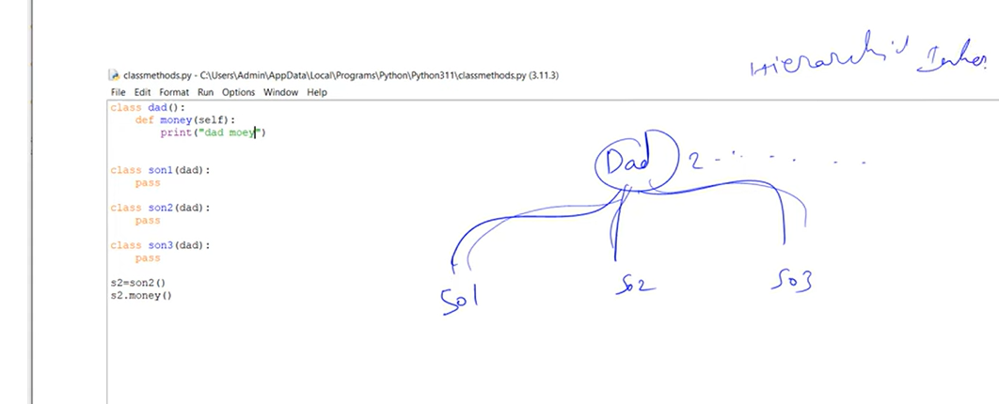 classmethods.py - C:\Users\Admin\AppData\Local\Programs\Python\Python311\classmethods.py (3.11.3)
File Edit Format Run Options Window Help
class dad():
    def money(self):
        print("dad moey")
class son1(dad):
    pass
class son2(dad):
    pass
class son3(dad):
    pass
s2=son2()
s2.money()
Dad 2
So1
So2
So3